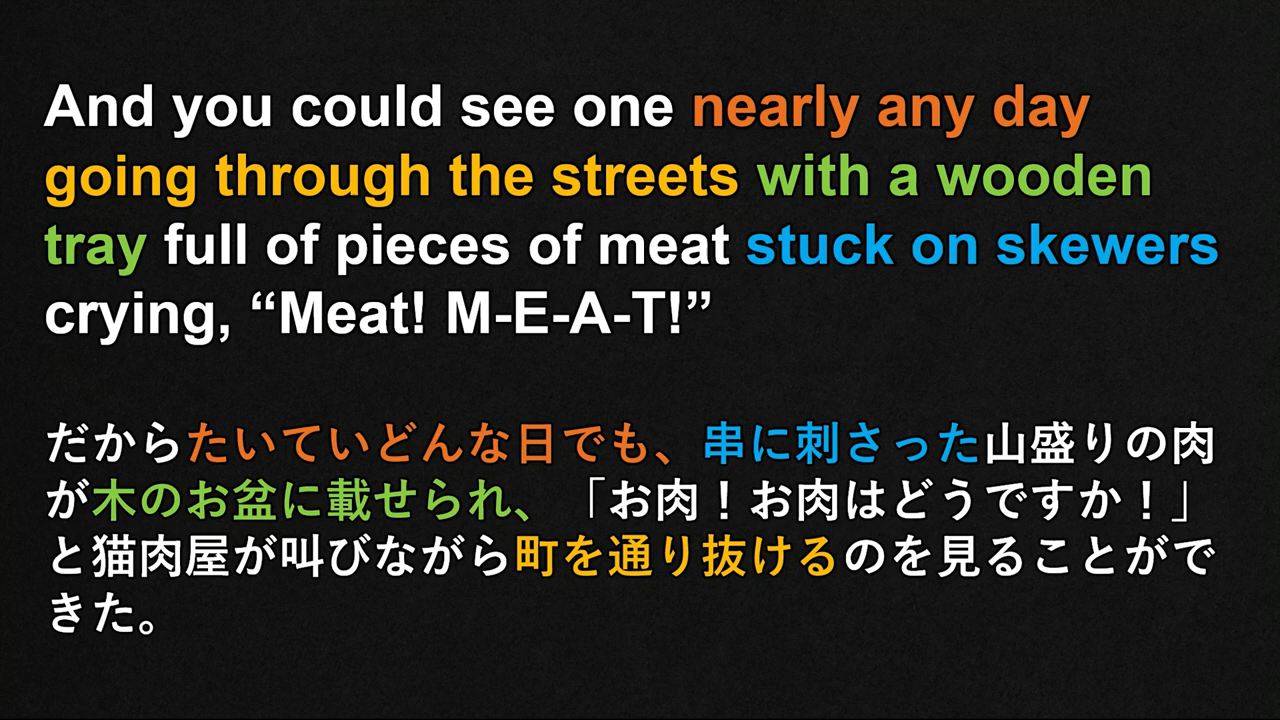 And you could see one nearly any day
going through the streets with a wooden
tray full of pieces of meat stuck on skewers
crying, “Meat! M-E-A-T!”
だからたいていどんな日でも、串に刺さった山盛りの肉
が木のお盆に載せられ、「お肉！お肉はどうですか！」
と猫肉屋が叫びながら町を通り抜けるのを見ることがで
きた。